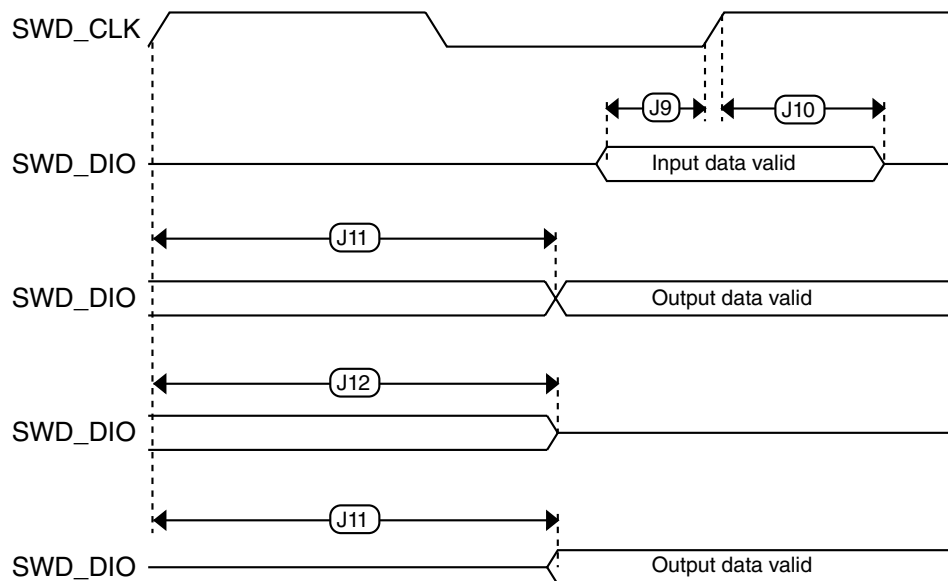 SWD_CLK
J9
J10
SWD_DIO
Input data valid
J11
SWD_DIO
Output data valid
J12
SWD_DIO
J11
SWD_DIO
Output data valid